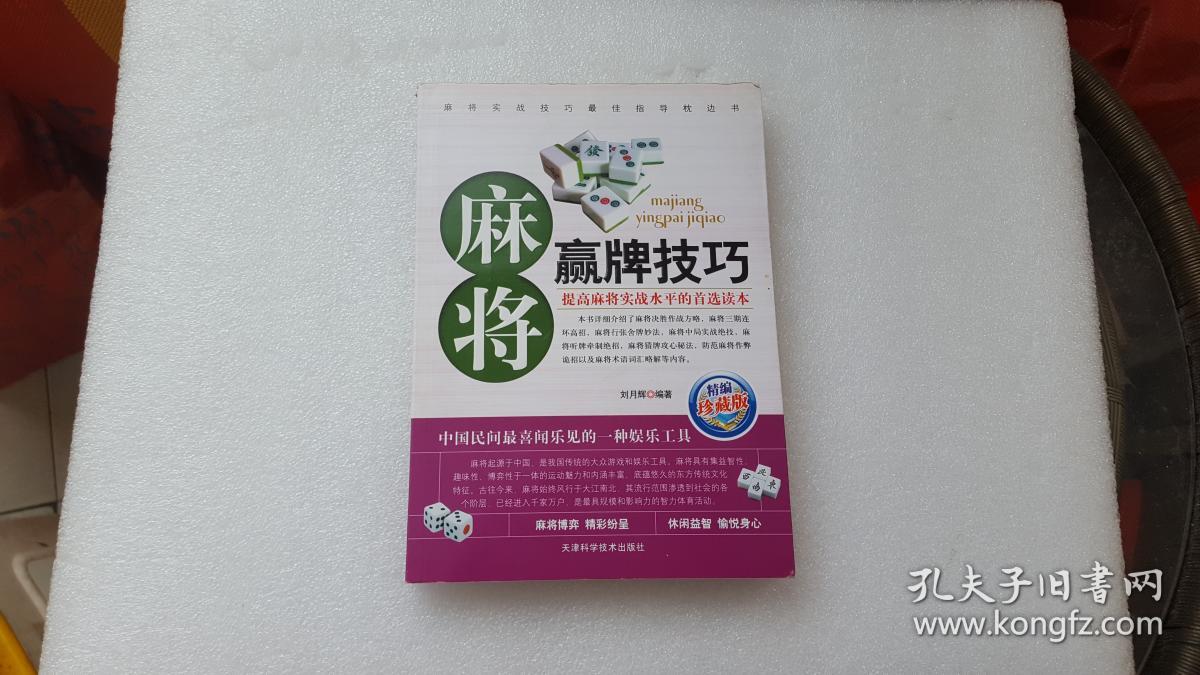 麻将实战技巧最佳指导枕边书
發
麻将
majiang
yingpai jiqiao
赢牌技巧
提高麻将实战水平的首选读本
本书详细介绍了麻将决胜作战方略，麻将三期连
环高招，麻将行张舍牌妙法，麻将中局实战绝技，麻
将听牌牵制绝招，麻将猜牌攻心秘法，防范麻将作弊
诡招以及麻将术语词汇略解等内容。
刘月辉 编著
精编
珍藏版
中国民间最喜闻乐见的一种娱乐工具
麻将起源于中国，是我国传统的大众游戏和娱乐工具。麻将具有集益智性、
趣味性、博弈性于一体的运动魅力和内涵丰富、底蕴悠久的东方传统文化
特征。古往今来，麻将始终风行于大江南北，其流行范围渗透到社会的各
个阶层，已经进入千家万户，是最具规模和影响力的智力体育活动。
西 南 東
麻将博弈 精彩纷呈
休闲益智 愉悦身心
天津科学技术出版社
孔夫子旧书网
www.kongfz.com